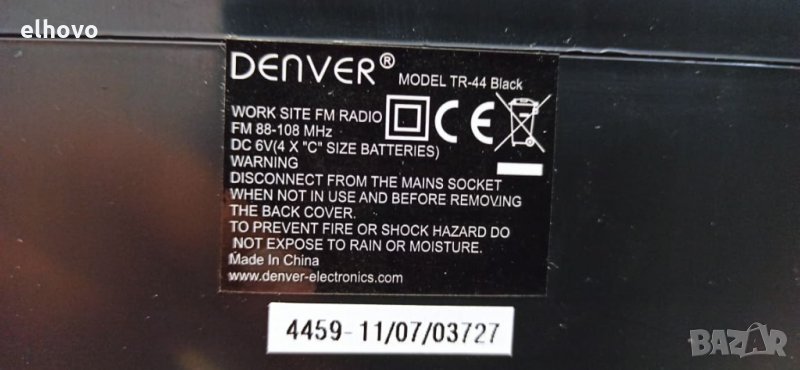 elhovo
DENVER® MODEL TR-44 Black
WORK SITE FM RADIO
FM 88-108 MHz
DC 6V(4 X "C" SIZE BATTERIES)
WARNING
DISCONNECT FROM THE MAINS SOCKET
WHEN NOT IN USE AND BEFORE REMOVING
THE BACK COVER.
TO PREVENT FIRE OR SHOCK HAZARD DO
NOT EXPOSE TO RAIN OR MOISTURE.
Made In China
www.denver-electronics.com
CE
4459-11/07/03727
BAZAR